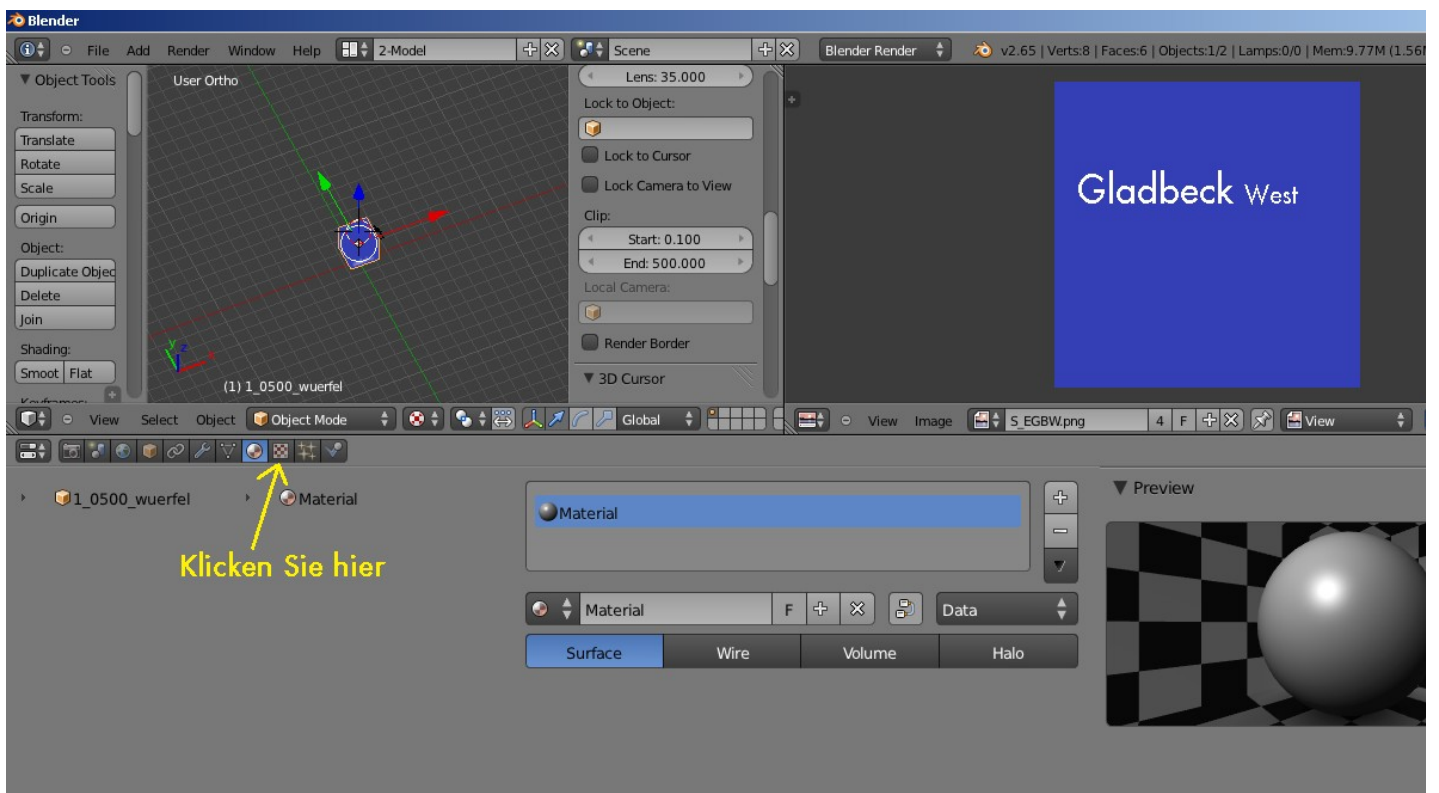 Blender
File Add Render Window Help 2-Model Scene Blender Render v2.65 | Verts:8 | Faces:6 | Objects:1/2 | Lamps:0/0 | Mem:9.77M (1.56
Object Tools
Transform:
Translate
Rotate
Scale
Origin
Object:
Duplicate Objec
Delete
Join
Shading:
Smoot Flat
Keyframes:
User Ortho
y z x
(1) 1_0500_wuerfel
Lens: 35.000
Lock to Object:
Lock to Cursor
Lock Camera to View
Clip:
Start: 0.100
End: 500.000
Local Camera:
Render Border
3D Cursor
Gladbeck West
View Select Object Object Mode Global
View Image S_EGBW.png 4 F View
1_0500_wuerfel Material
Klicken Sie hier
Material
Material F Data
Surface Wire Volume Halo
Preview